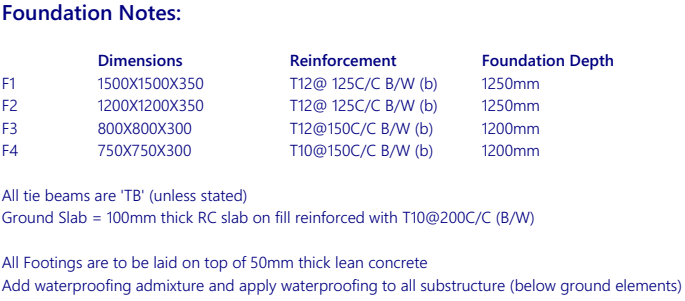 Foundation Notes:
Dimensions Reinforcement Foundation Depth
F1 1500X1500X350 T12@ 125C/C B/W (b) 1250mm
F2 1200X1200X350 T12@ 125C/C B/W (b) 1250mm
F3 800X800X300 T12@150C/C B/W (b) 1200mm
F4 750X750X300 T10@150C/C B/W (b) 1200mm
All tie beams are 'TB' (unless stated)
Ground Slab = 100mm thick RC slab on fill reinforced with T10@200C/C (B/W)
All Footings are to be laid on top of 50mm thick lean concrete
Add waterproofing admixture and apply waterproofing to all substructure (below ground elements)